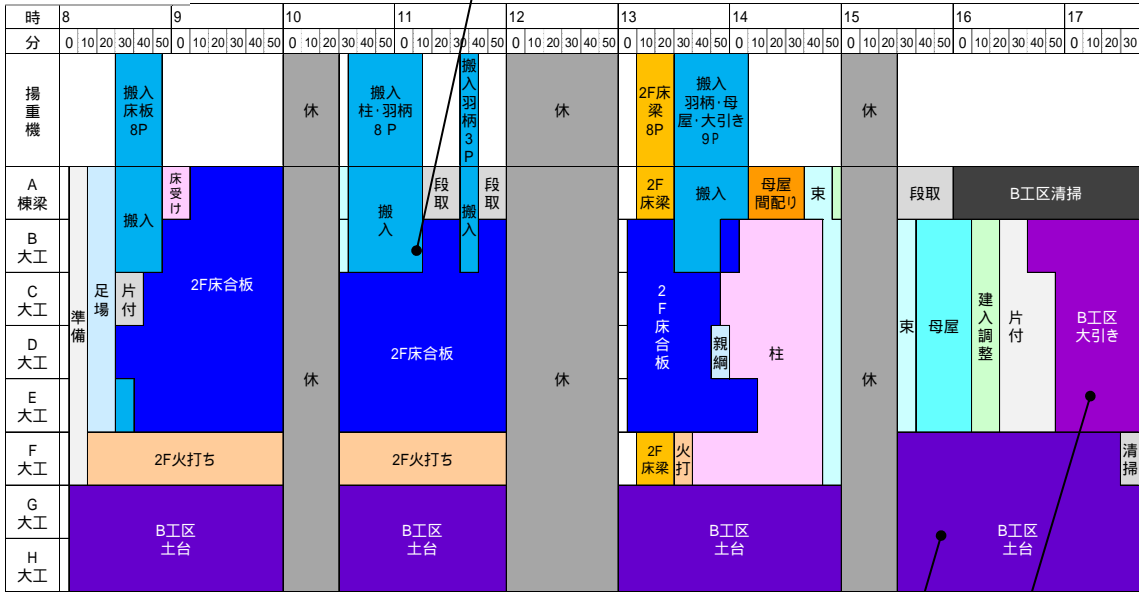 時 8 9 10 11 12 13 14 15 16 17
分 0 10 20 30 40 50 0 10 20 30 40 50 0 10 20 30 40 50 0 10 20 30 40 50 0 10 20 30 40 50 0 10 20 30 40 50 0 10 20 30 40 50 0 10 20 30 40 50 0 10 20 30 40 50 0 10 20 30
揚重機
搬入
床板
8P
休
搬入
柱・羽柄
8 P
搬入羽柄3P
休
2F床
梁
8P
搬入
羽柄・母
屋・大引き
9P
休
A
棟梁
搬入
床受け
搬入
段取
搬入
段取
2F
床梁
搬入
母屋
間配り
束
段取
B工区清掃
B
大工
C
大工
D
大工
E
大工
準備
足場
片付
2F床合板
休
2F床合板
休
2F床合板
親綱
柱
休
束
母屋
建入調整
片付
B工区
大引き
F
大工
2F火打ち
2F火打ち
2F
床梁
火打
清掃
G
大工
H
大工
B工区
土台
B工区
土台
B工区
土台
B工区
土台